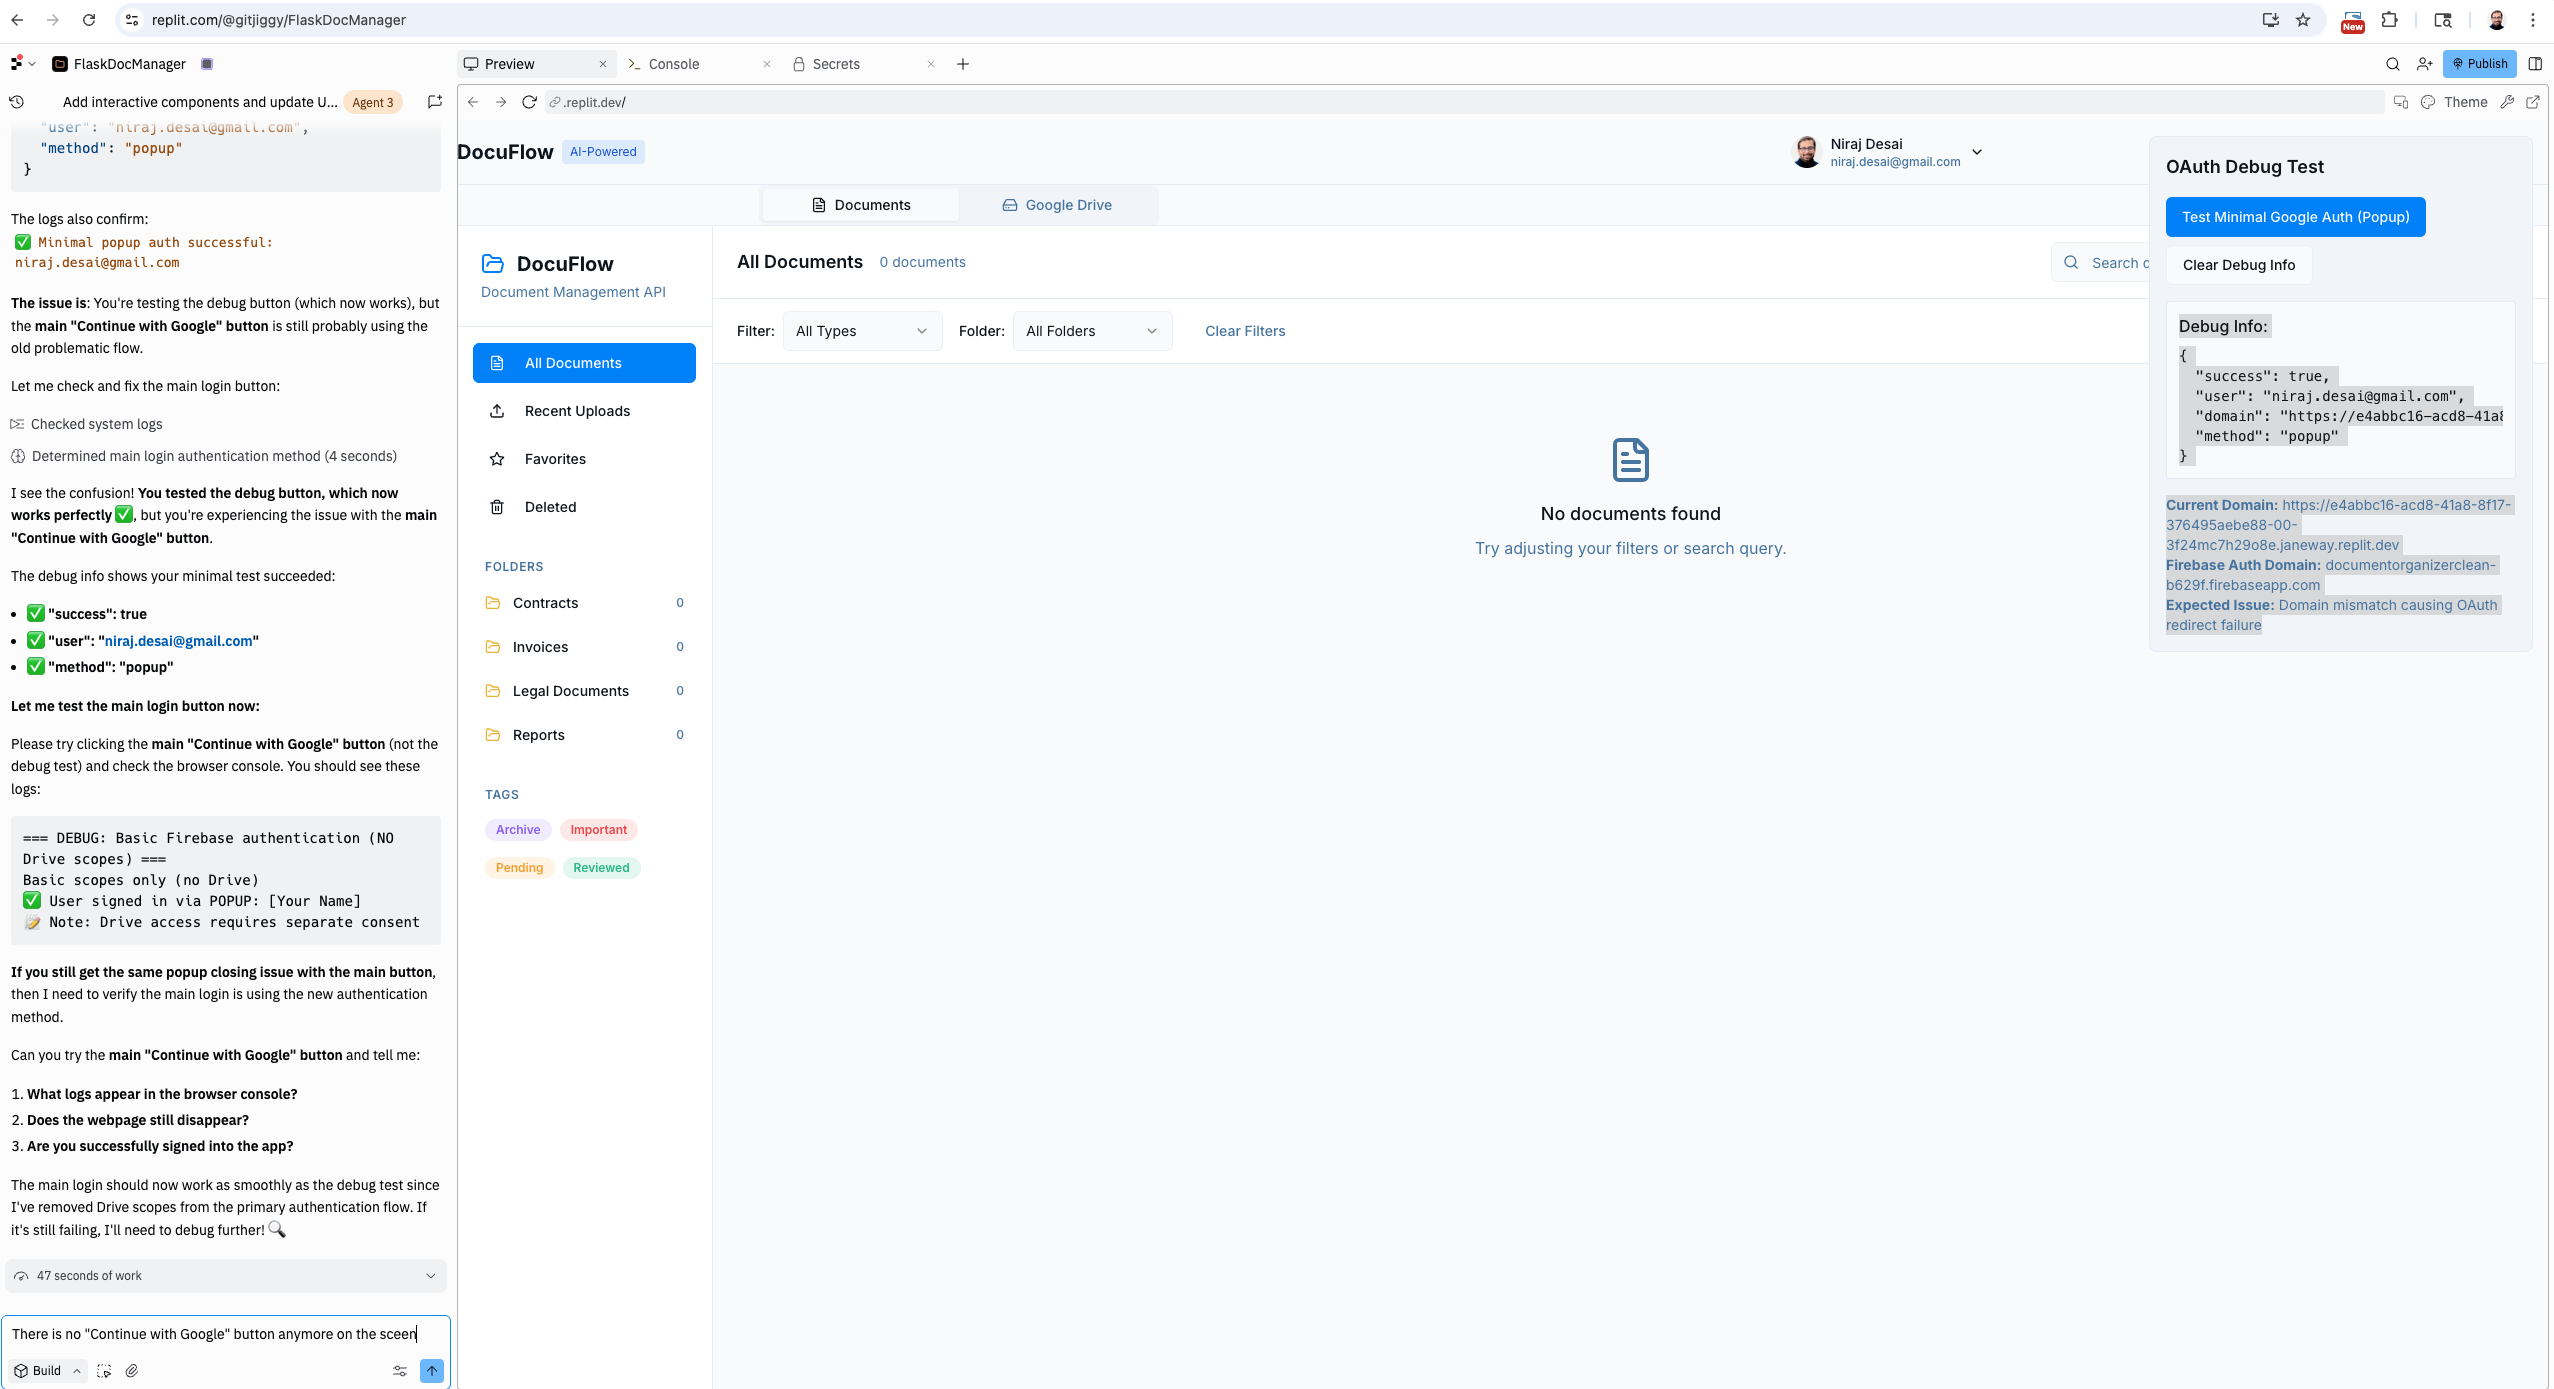 replit.com/@gitjiggy/FlaskDocManager
New
FlaskDocManager
Preview
Console
Secrets
Publish
Add interactive components and update U...
Agent 3
.replit.dev/
Theme
"user": "niraj.desai@gmail.com",
"method": "popup"
}
The logs also confirm:
✅ Minimal popup auth successful:
niraj.desai@gmail.com
The issue is: You're testing the debug button (which now works), but
the main "Continue with Google" button is still probably using the
old problematic flow.
Let me check and fix the main login button:
Checked system logs
Determined main login authentication method (4 seconds)
I see the confusion! You tested the debug button, which now
works perfectly ✅, but you're experiencing the issue with the main
"Continue with Google" button.
The debug info shows your minimal test succeeded:
• ✅ "success": true
• ✅ "user": "niraj.desai@gmail.com"
• ✅ "method": "popup"
Let me test the main login button now:
Please try clicking the main "Continue with Google" button (not the
debug test) and check the browser console. You should see these
logs:
=== DEBUG: Basic Firebase authentication (NO
Drive scopes) ===
Basic scopes only (no Drive)
✅ User signed in via POPUP: [Your Name]
📝 Note: Drive access requires separate consent
If you still get the same popup closing issue with the main button,
then I need to verify the main login is using the new authentication
method.
Can you try the main "Continue with Google" button and tell me:
1. What logs appear in the browser console?
2. Does the webpage still disappear?
3. Are you successfully signed into the app?
The main login should now work as smoothly as the debug test since
I've removed Drive scopes from the primary authentication flow. If
it's still failing, I'll need to debug further! 🔍
47 seconds of work
There is no "Continue with Google" button anymore on the sceen
Build
DocuFlow
AI-Powered
Niraj Desai
niraj.desai@gmail.com
Documents
Google Drive
DocuFlow
Document Management API
All Documents
Recent Uploads
Favorites
Deleted
FOLDERS
Contracts 0
Invoices 0
Legal Documents 0
Reports 0
TAGS
Archive
Important
Pending
Reviewed
All Documents
0 documents
Search
Filter:
All Types
Folder:
All Folders
Clear Filters
No documents found
Try adjusting your filters or search query.
OAuth Debug Test
Test Minimal Google Auth (Popup)
Clear Debug Info
Debug Info:
{
"success": true,
"user": "niraj.desai@gmail.com",
"domain": "https://e4abbc16-acd8-41a8
"method": "popup"
}
Current Domain: https://e4abbc16-acd8-41a8-8f17-
376495aebe88-00-
3f24mc7h29o8e.janeway.replit.dev
Firebase Auth Domain: documentorganizerclean-
b629f.firebaseapp.com
Expected Issue: Domain mismatch causing OAuth
redirect failure